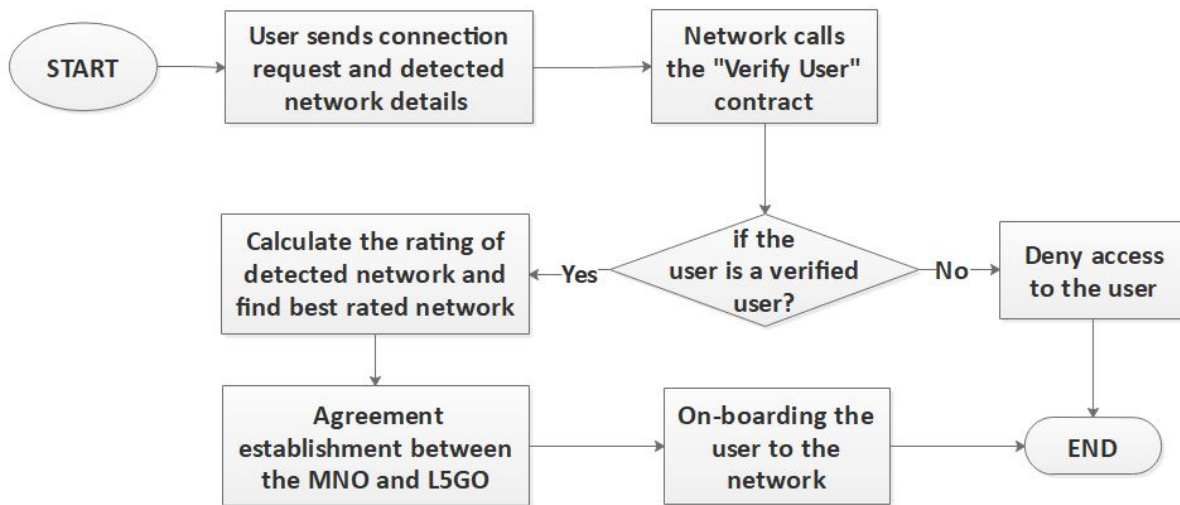 START
User sends connection
request and detected
network details
Network calls
the "Verify User"
contract
if the
user is a verified
user?
Yes
No
Calculate the rating of
detected network and
find best rated network
Deny access
to the user
Agreement
establishment between
the MNO and L5GO
On-boarding the
user to the
network
END